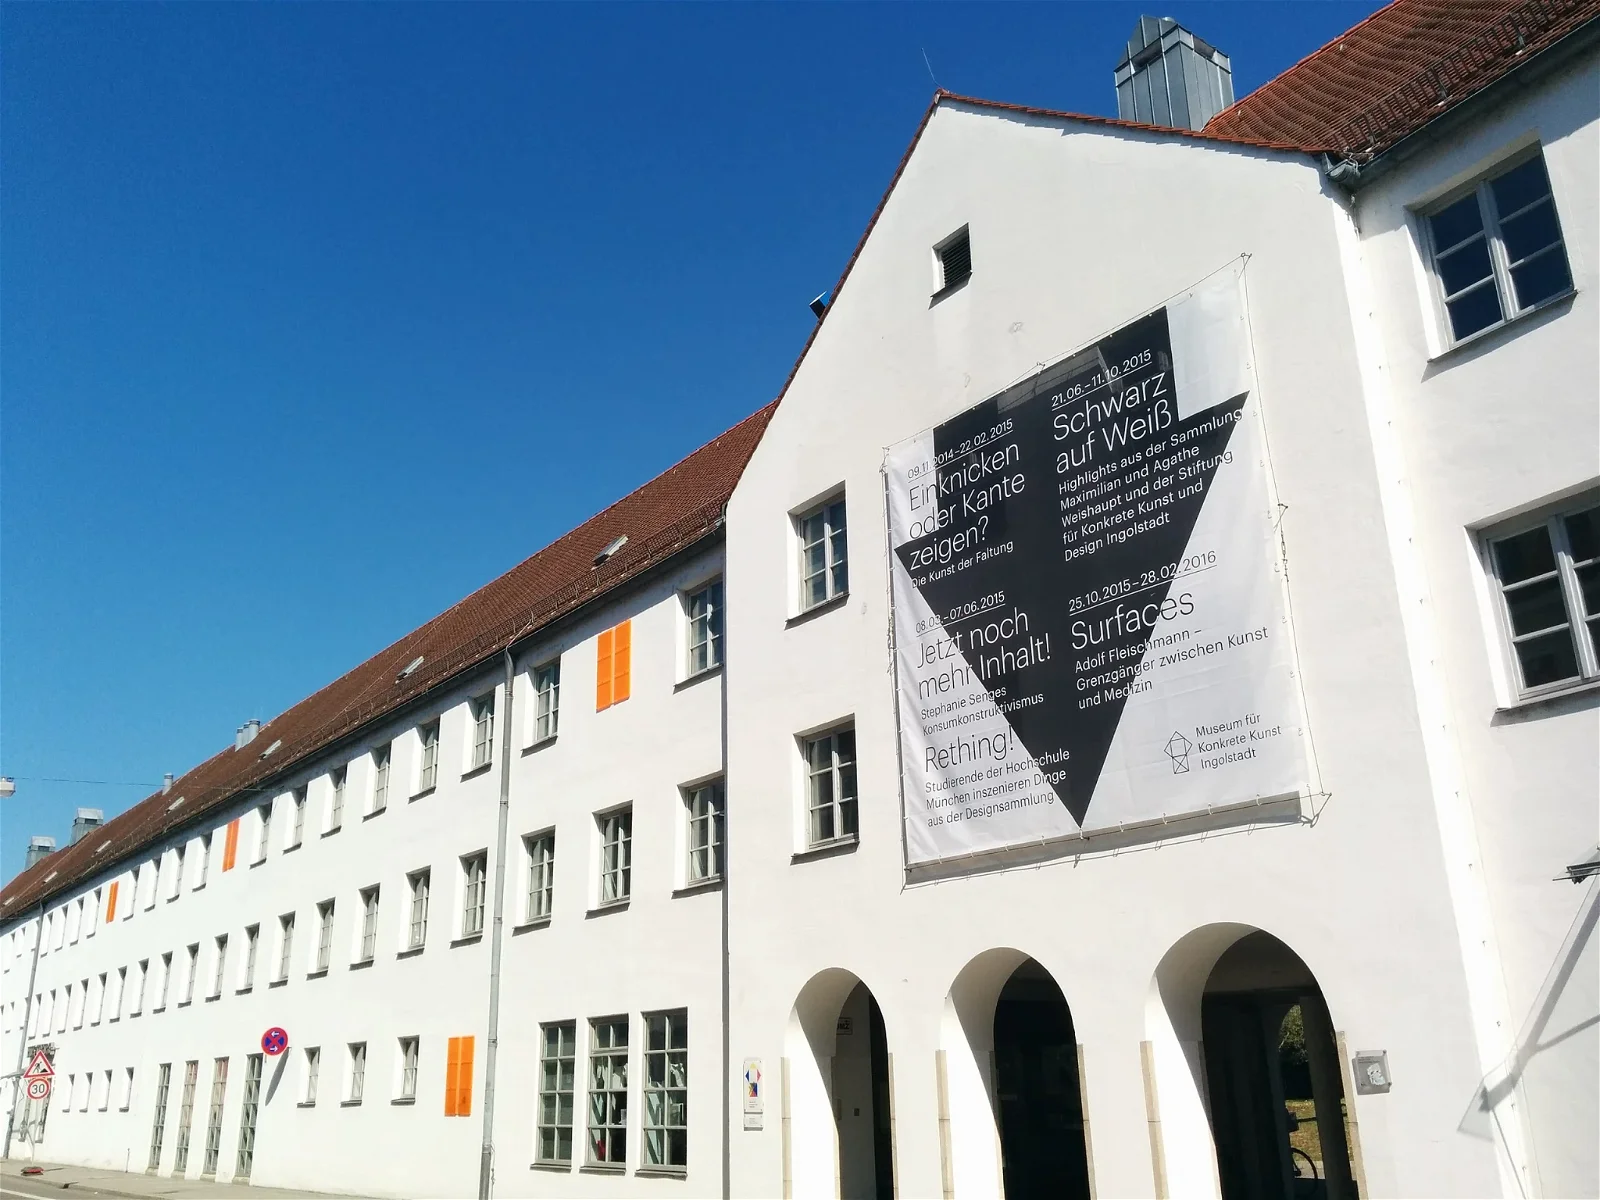 09.11.2014–22.02.2015
Einknicken
oder Kante
zeigen?
Die Kunst der Faltung
08.03.–07.06.2015
Jetzt noch
mehr Inhalt!
Stephanie Senges
Konsumkonstruktivismus
Rething!
Studierende der Hochschule
München inszenieren Dinge
aus der Designsammlung
21.06.–11.10.2015
Schwarz
auf Weiß
Highlights aus der Sammlung
Maximilian und Agathe
Weishaupt und der Stiftung
für Konkrete Kunst und
Design Ingolstadt
25.10.2015–28.02.2016
Surfaces
Adolf Fleischmann –
Grenzgänger zwischen Kunst
und Medizin
Museum für
Konkrete Kunst
Ingolstadt
30